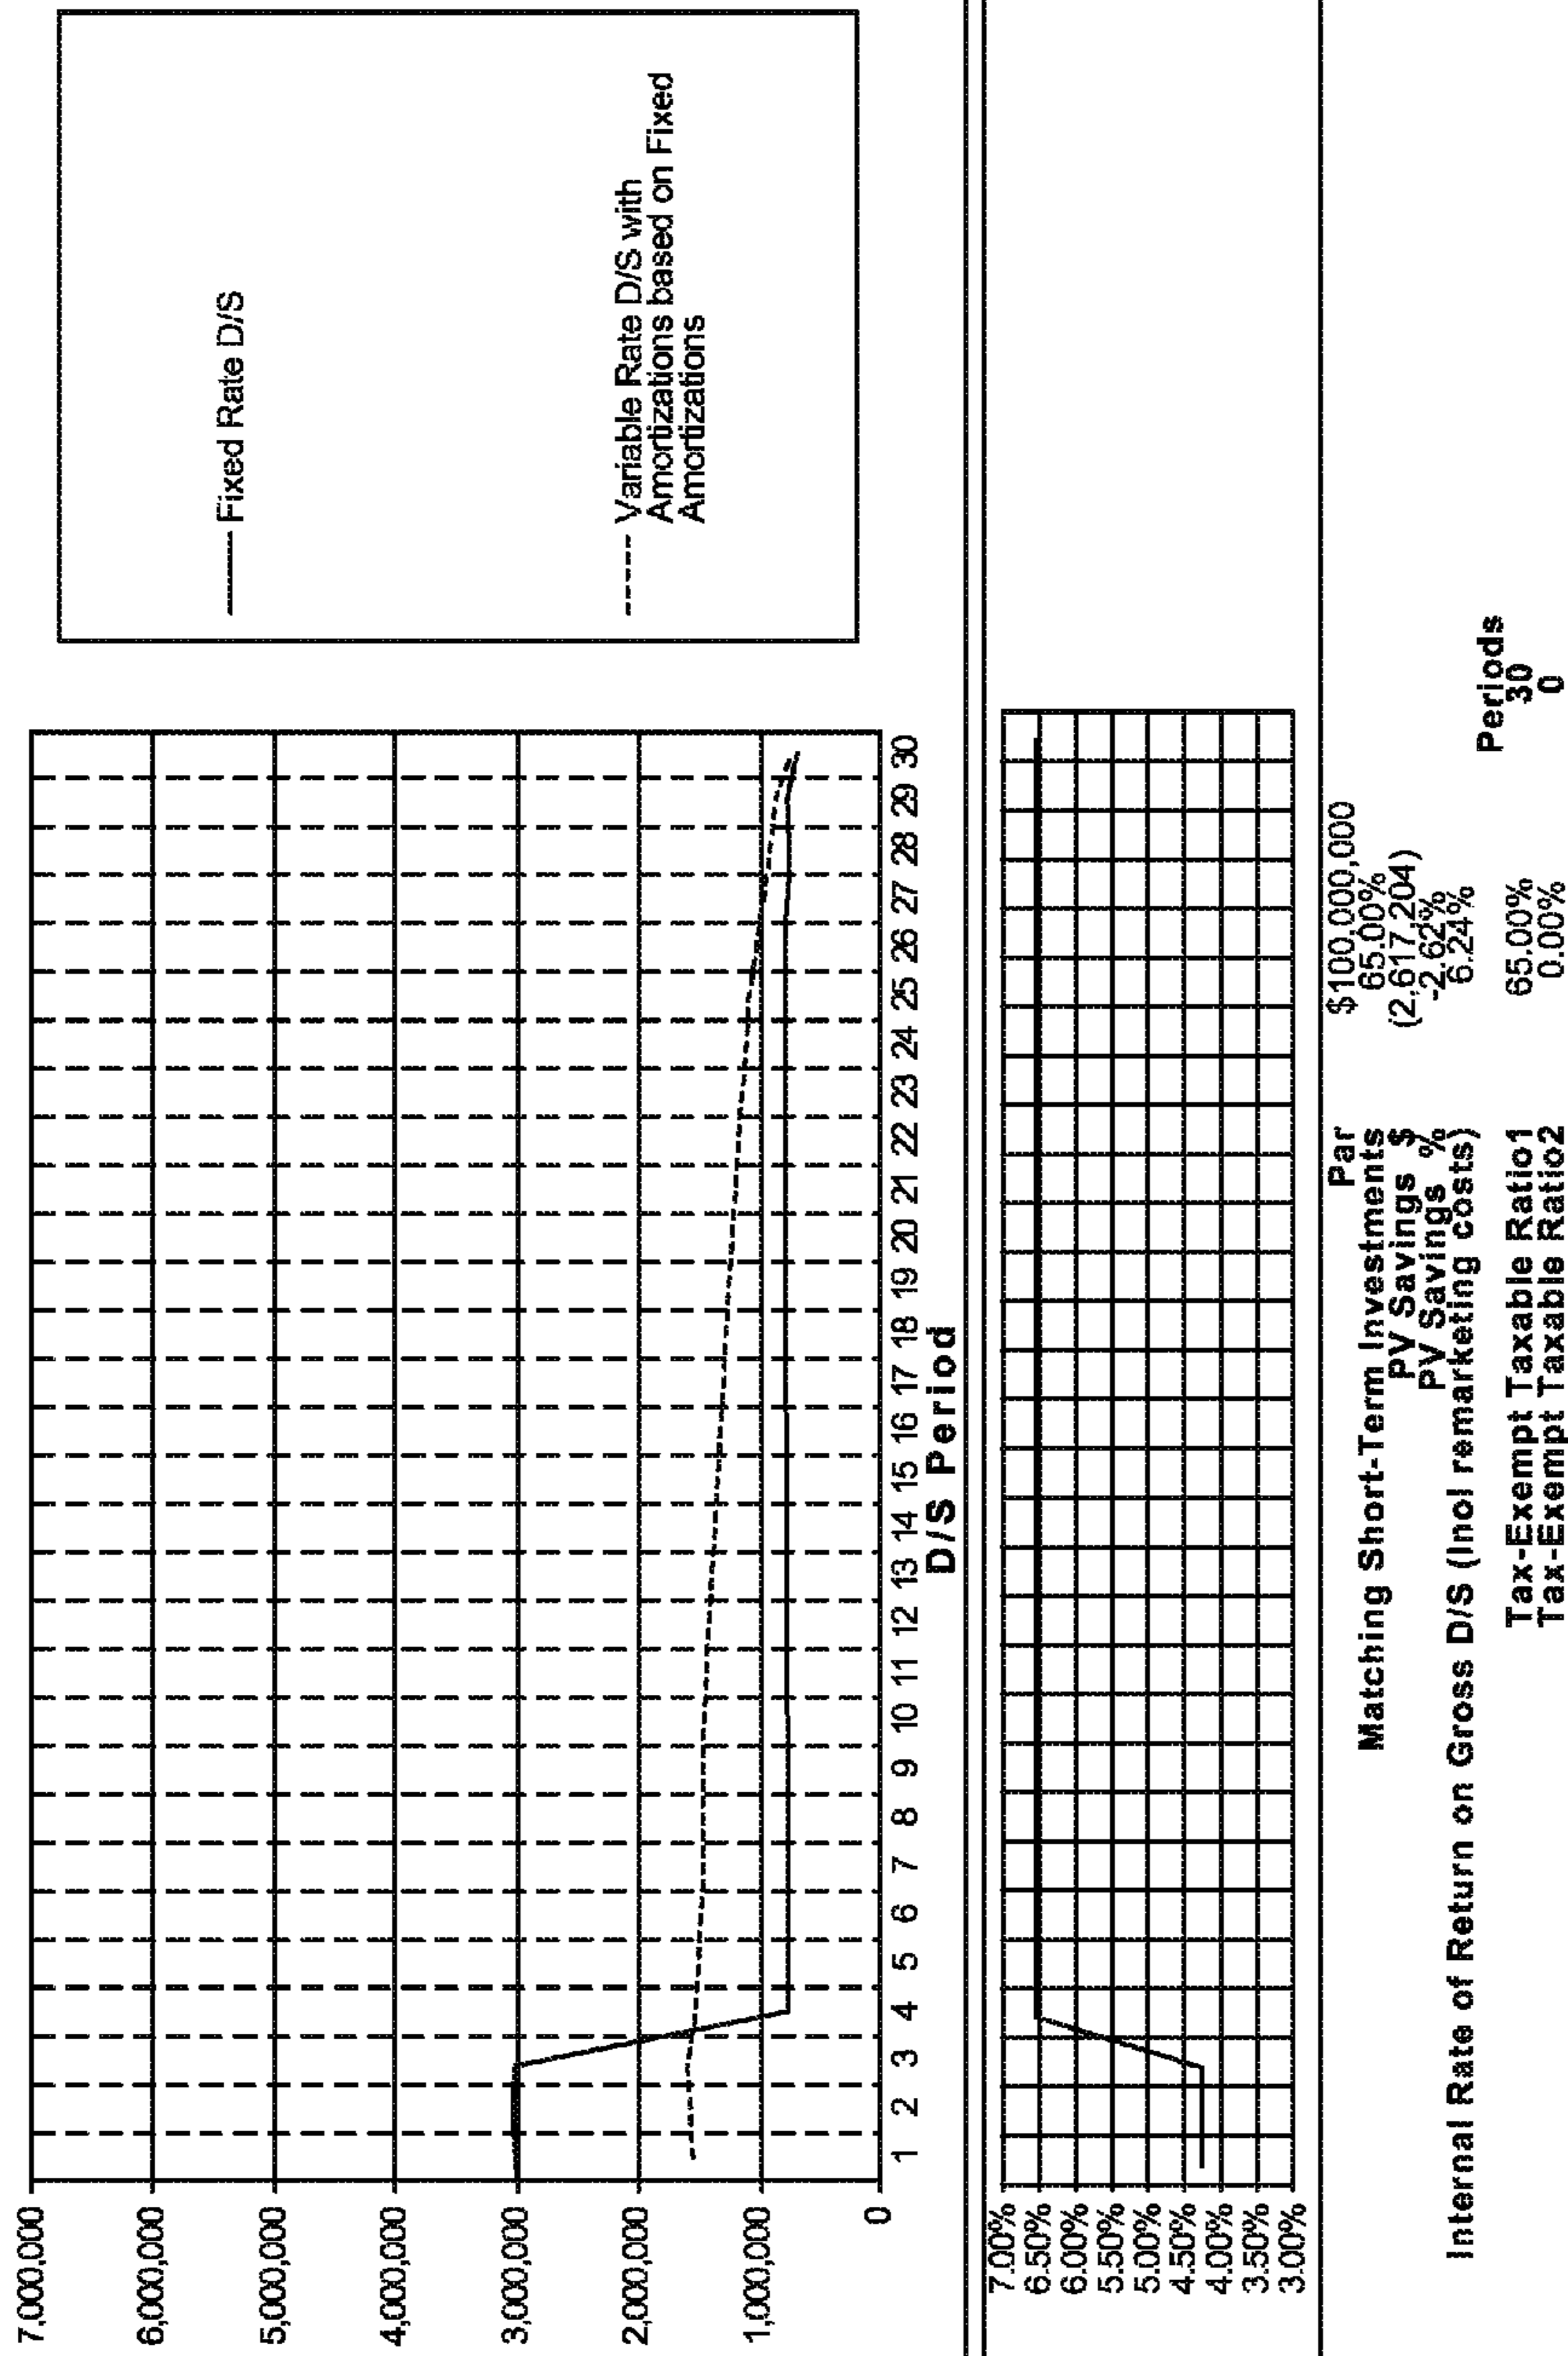 7,000,000
6,000,000
5,000,000
4,000,000
3,000,000
2,000,000
1,000,000
0
1 2 3 4 5 6 7 8 9 10 11 12 13 14 15 16 17 18 19 20 21 22 23 24 25 26 27 28 29 30
D/S Period
Fixed Rate D/S
Variable Rate D/S with
Amortizations based on Fixed
Amortizations
7.00%
6.50%
6.00%
5.50%
5.00%
4.50%
4.00%
3.50%
3.00%
Par $100,000,000
Matching Short-Term Investments 65.00%
PV Savings $ (2,617,204)
PV Savings % -2.62%
Internal Rate of Return on Gross D/S (Incl remarketing costs) 6.24%
Periods
Tax-Exempt Taxable Ratio1 65.00% 30
Tax-Exempt Taxable Ratio2 0.00% 0